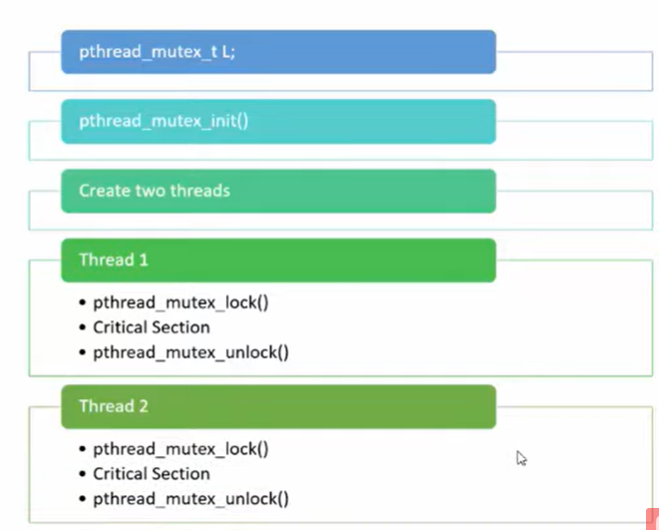 pthread_mutex_t L;
pthread_mutex_init()
Create two threads
Thread 1
• pthread_mutex_lock()
• Critical Section
• pthread_mutex_unlock()
Thread 2
• pthread_mutex_lock()
• Critical Section
• pthread_mutex_unlock()